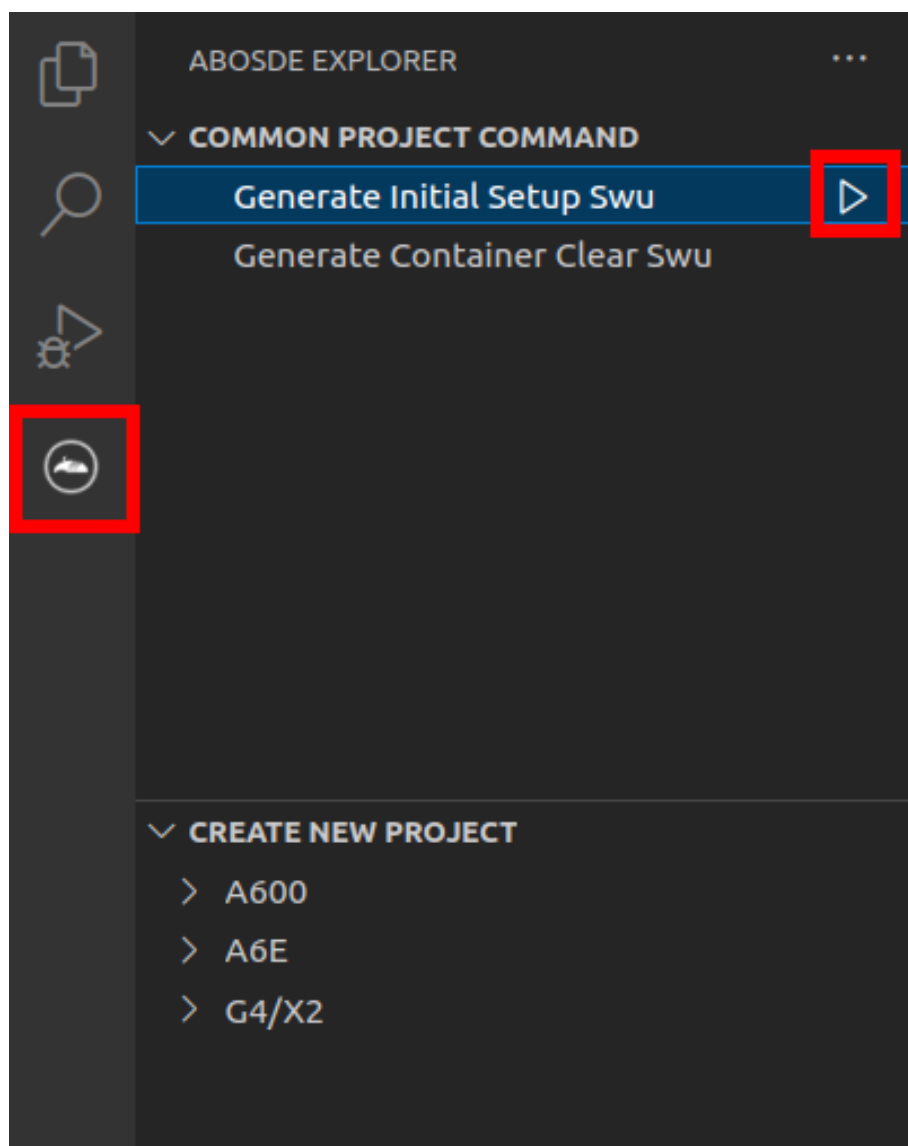 ABOSDE EXPLORER
COMMON PROJECT COMMAND
Generate Initial Setup Swu
Generate Container Clear Swu
CREATE NEW PROJECT
A600
A6E
G4/X2